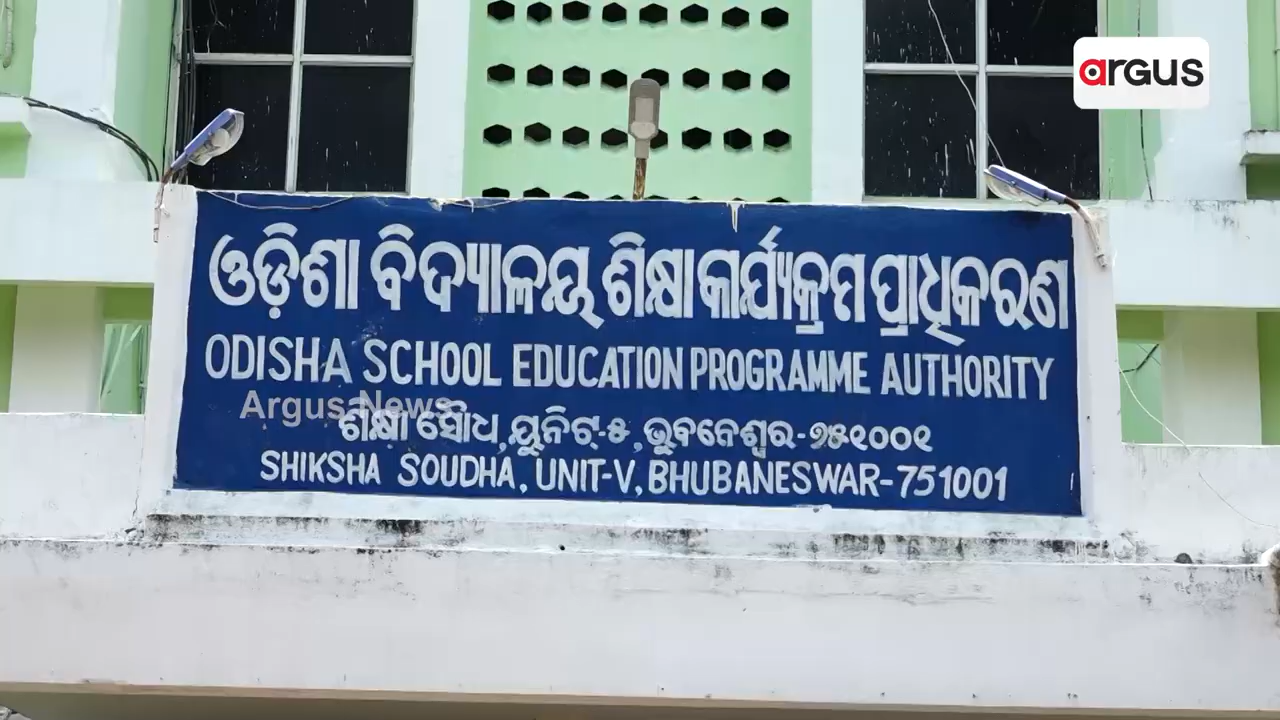 argus
ଓଡ଼ିଶା ବିଦ୍ୟାଳୟ ଶିକ୍ଷା କାର୍ଯ୍ୟକ୍ରମ ପ୍ରାଧିକରଣ
ODISHA SCHOOL EDUCATION PROGRAMME AUTHORITY
Argus News
ଶିକ୍ଷା ସୌଧ, ୟୁନିଟ୍-୫, ଭୁବନେଶ୍ୱର-୭୫୧୦୦୧
SHIKSHA SOUDHA, UNIT-V, BHUBANESWAR-751001